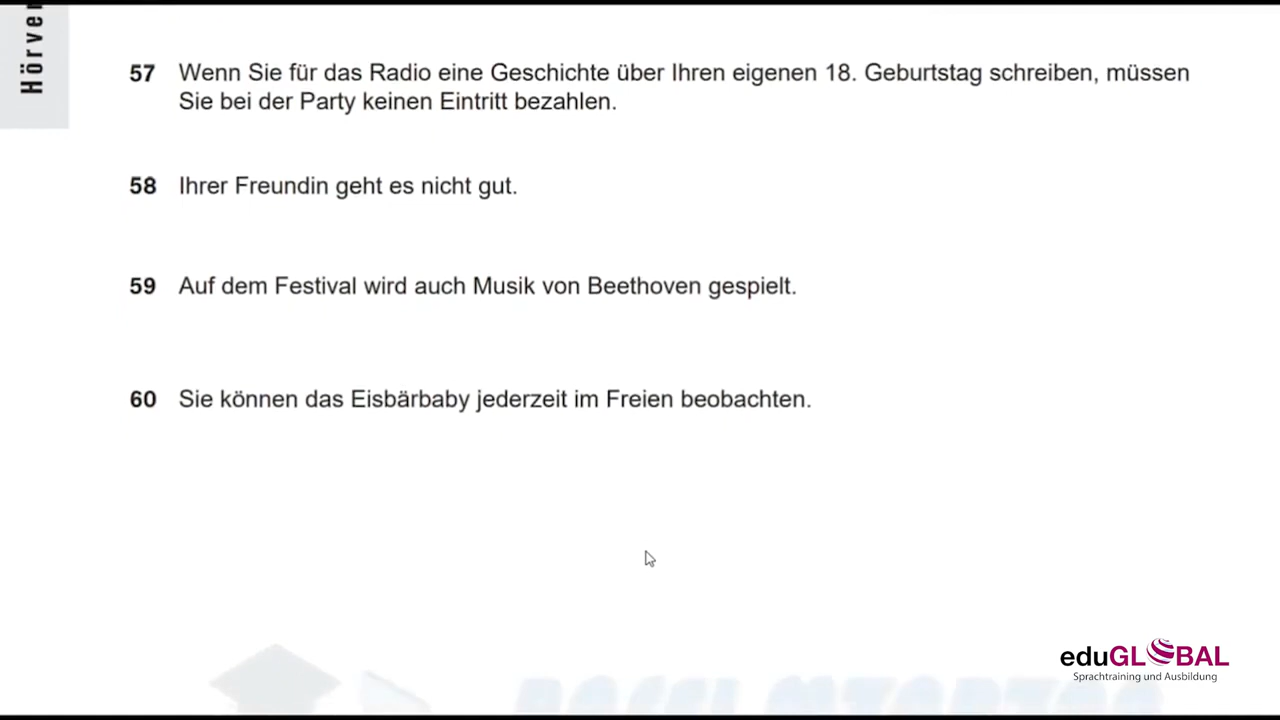 Hörver
57 Wenn Sie für das Radio eine Geschichte über Ihren eigenen 18. Geburtstag schreiben, müssen
Sie bei der Party keinen Eintritt bezahlen.
58 Ihrer Freundin geht es nicht gut.
59 Auf dem Festival wird auch Musik von Beethoven gespielt.
60 Sie können das Eisbärbaby jederzeit im Freien beobachten.
eduGLOBAL
Sprachtraining und Ausbildung